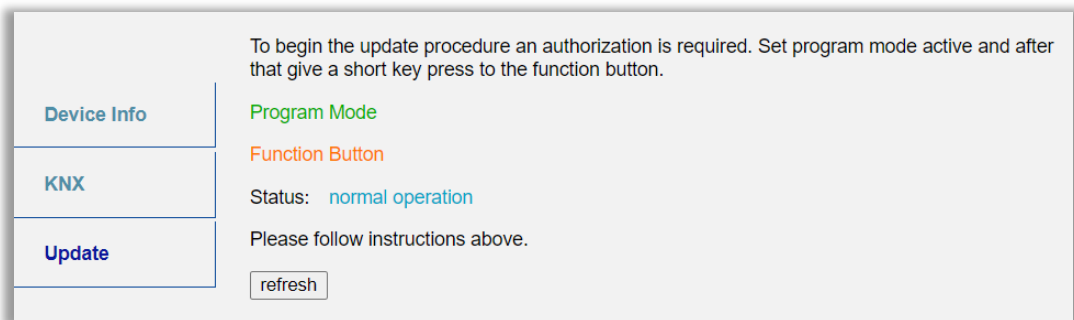 To begin the update procedure an authorization is required. Set program mode active and after
that give a short key press to the function button.
Device Info
Program Mode
Function Button
KNX
Status: normal operation
Please follow instructions above.
Update
refresh